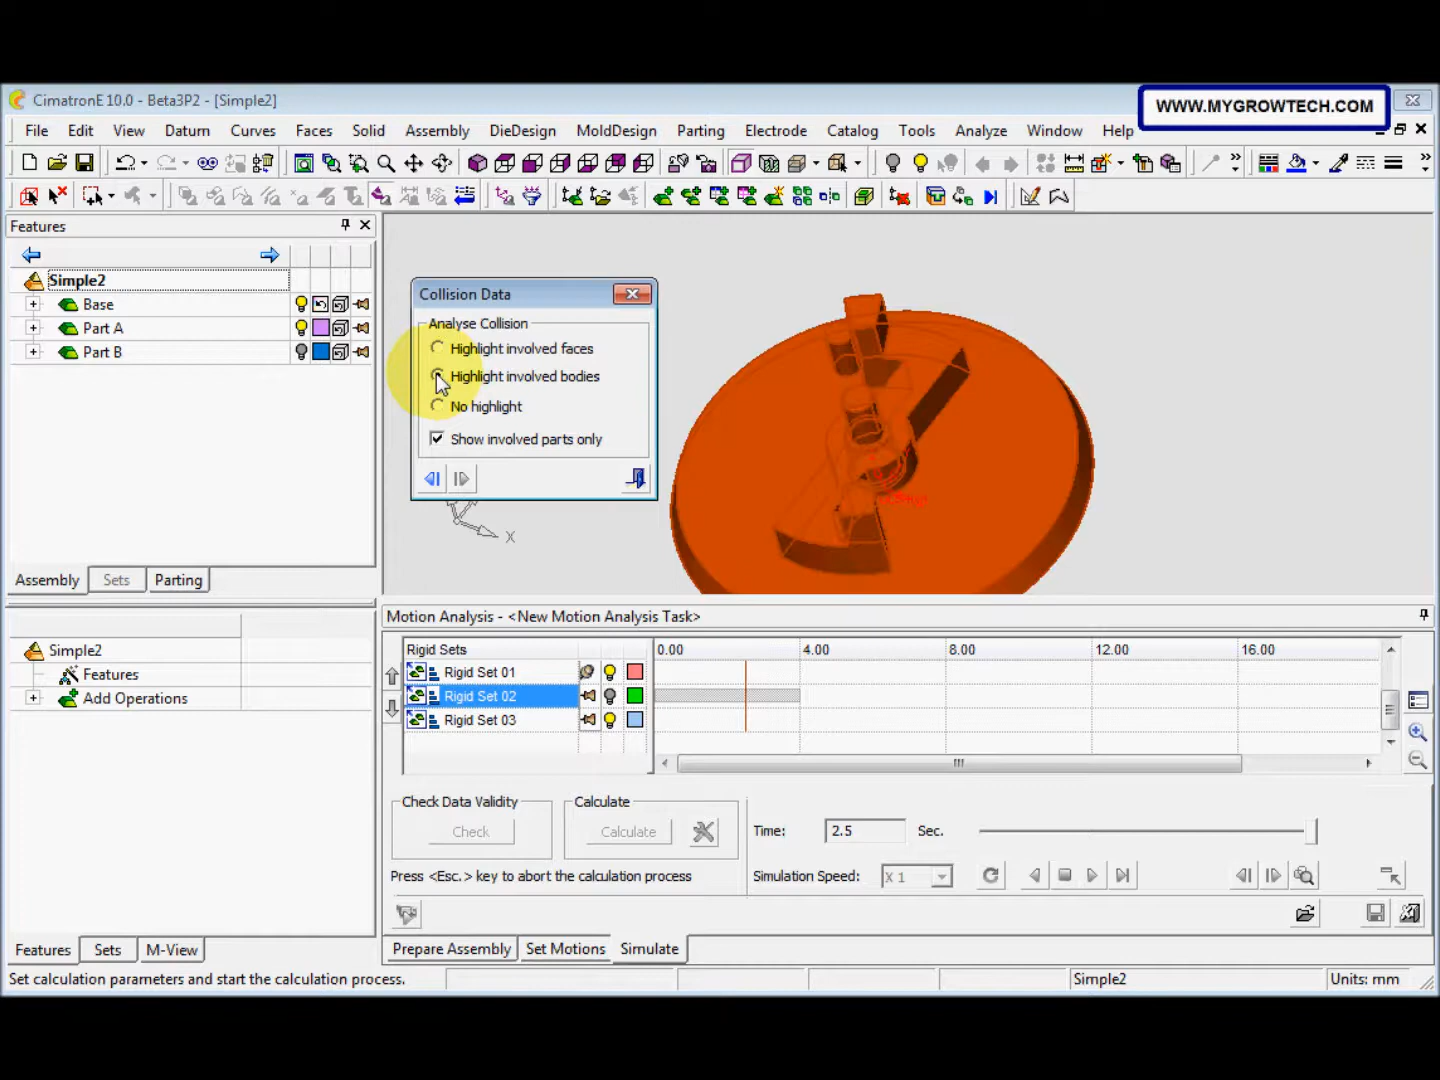 CimatronE 10.0 - Beta3P2 - [Simple2]
WWW.MYGROWTECH.COM
File Edit View Datum Curves Faces Solid Assembly DieDesign MoldDesign Parting Electrode Catalog Tools Analyze Window Help
Features
Simple2
Base
Part A
Part B
Assembly Sets Parting
Collision Data
Analyse Collision
Highlight involved faces
Highlight involved bodies
No highlight
Show involved parts only
X
Simple2
Features
Add Operations
Features Sets M-View
Motion Analysis - <New Motion Analysis Task>
Rigid Sets 0.00 4.00 8.00 12.00 16.00
Rigid Set 01
Rigid Set 02
Rigid Set 03
Check Data Validity
Check
Calculate
Calculate
Time: 2.5 Sec.
Press <Esc. > key to abort the calculation process
Simulation Speed: X 1
Prepare Assembly Set Motions Simulate
Set calculation parameters and start the calculation process. Simple2 Units: mm